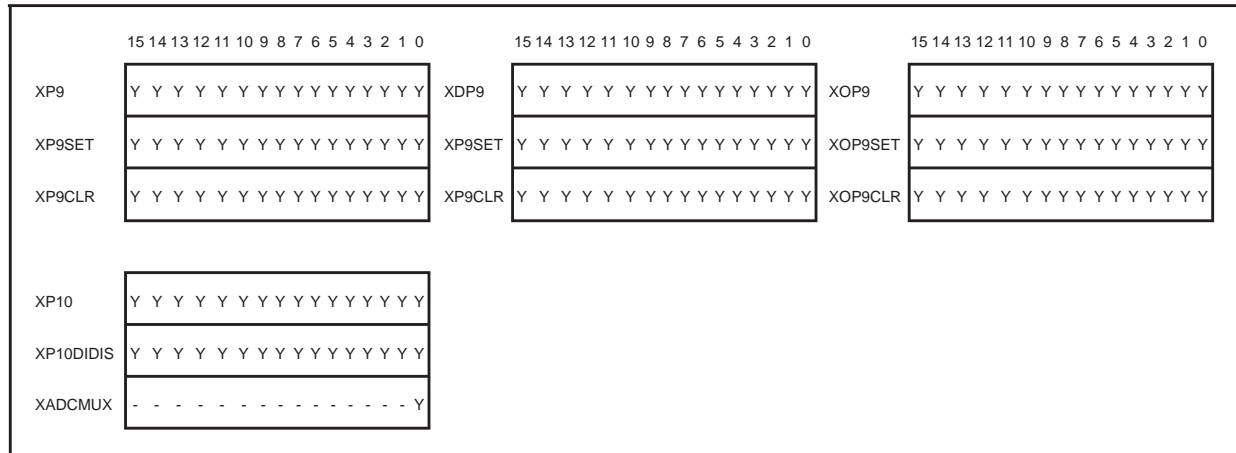 15 14 13 12 11 10 9 8 7 6 5 4 3 2 1 0 15 14 13 12 11 10 9 8 7 6 5 4 3 2 1 0 15 14 13 12 11 10 9 8 7 6 5 4 3 2 1 0
XP9 Y Y Y Y Y Y Y Y Y Y Y Y Y Y Y Y XDP9 Y Y Y Y Y Y Y Y Y Y Y Y Y Y Y Y XOP9 Y Y Y Y Y Y Y Y Y Y Y Y Y Y Y Y
XP9SET Y Y Y Y Y Y Y Y Y Y Y Y Y Y Y Y XP9SET Y Y Y Y Y Y Y Y Y Y Y Y Y Y Y Y XOP9SET Y Y Y Y Y Y Y Y Y Y Y Y Y Y Y Y
XP9CLR Y Y Y Y Y Y Y Y Y Y Y Y Y Y Y Y XP9CLR Y Y Y Y Y Y Y Y Y Y Y Y Y Y Y Y XOP9CLR Y Y Y Y Y Y Y Y Y Y Y Y Y Y Y Y
XP10 Y Y Y Y Y Y Y Y Y Y Y Y Y Y Y Y
XP10DIDIS Y Y Y Y Y Y Y Y Y Y Y Y Y Y Y Y
XADCMUX - - - - - - - - - - - - - - - Y